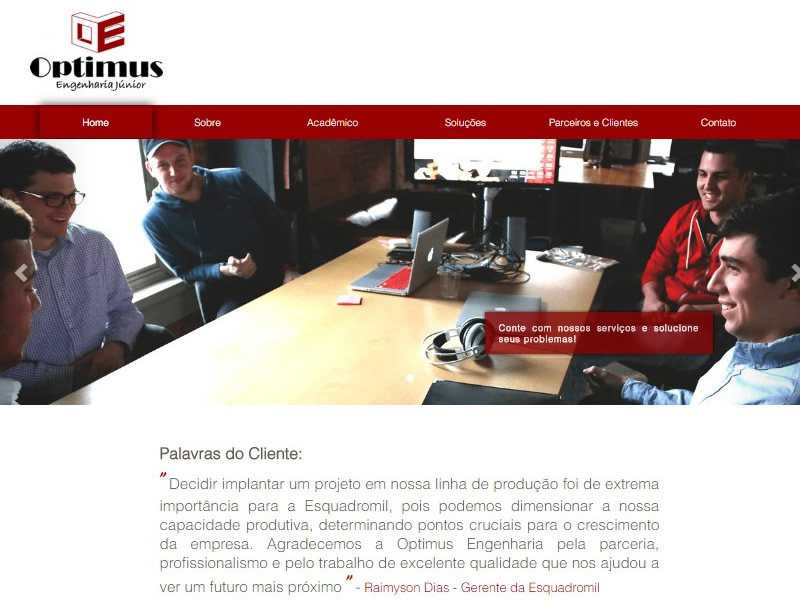 Optimus
Engenharia Júnior
Home Sobre Acadêmico Soluções Parceiros e Clientes Contato
Conte com nossos serviços e solucione
seus problemas!
Palavras do Cliente:
"Decidir implantar um projeto em nossa linha de produção foi de extrema
importância para a Esquadromil, pois podemos dimensionar a nossa
capacidade produtiva, determinando pontos cruciais para o crescimento
da empresa. Agradecemos a Optimus Engenharia pela parceria,
profissionalismo e pelo trabalho de excelente qualidade que nos ajudou a
ver um futuro mais próximo " - Raimyson Dias - Gerente da Esquadromil